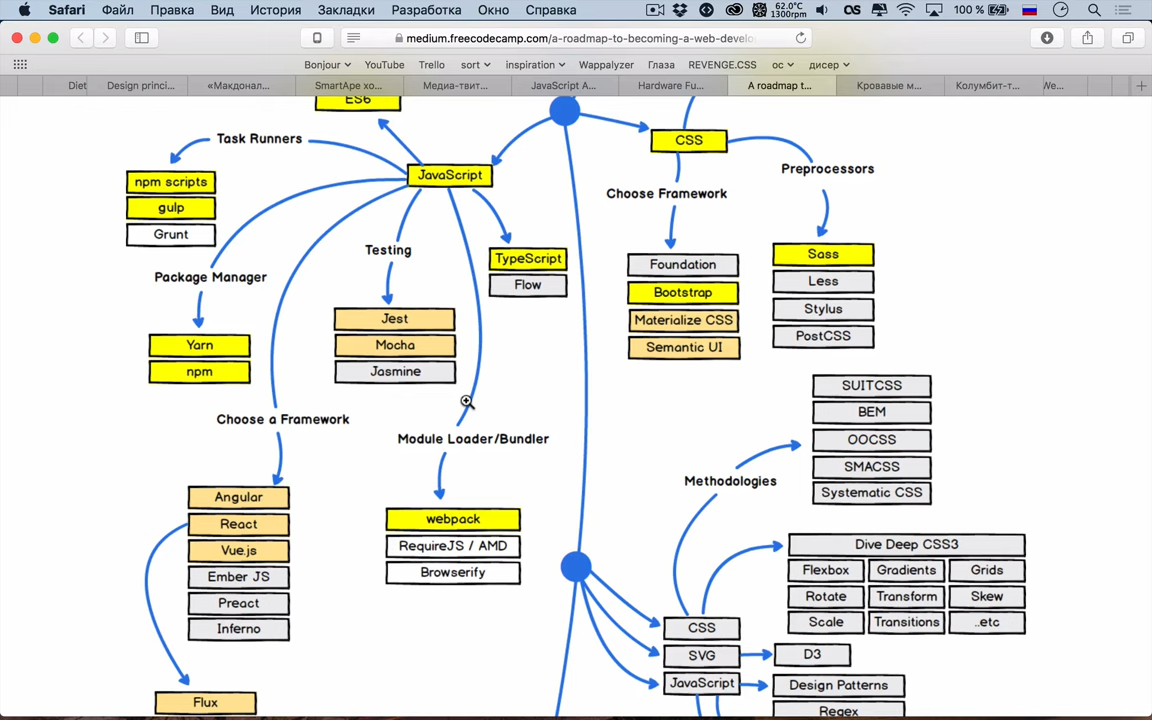 Safari Файл Правка Вид История Закладки Разработка Окно Справка 62.0°C 1300rpm 100 %
medium.freecodecamp.com/a-roadmap-to-becoming-a-web-develo
Bonjour YouTube Trello sort inspiration Wappalyzer Глаза REVENGE.CSS ос дисер
Diet Design princi... «Макдонал... SmartApe хо... Медиа-твит... JavaScript A... Hardware Fu... A roadmap t... Кровавые м... Колумбит-т...
ES6
CSS
Task Runners
Preprocessors
JavaScript
npm scripts
Choose Framework
gulp
Grunt
Testing
TypeScript
Sass
Foundation
Package Manager
Flow
Less
Bootstrap
Stylus
Jest
Materialize CSS
PostCSS
Yarn
Mocha
Semantic UI
npm
Jasmine
SUITCSS
BEM
Choose a Framework
Module Loader/Bundler
OOCSS
SMACSS
Methodologies
Systematic CSS
Angular
webpack
React
RequireJS / AMD
Dive Deep CSS3
Vue.js
Browserify
Flexbox Gradients Grids
Ember JS
Rotate Transform Skew
Preact
Scale Transitions ..etc
Inferno
CSS
SVG
D3
JavaScript
Design Patterns
Flux
Regex